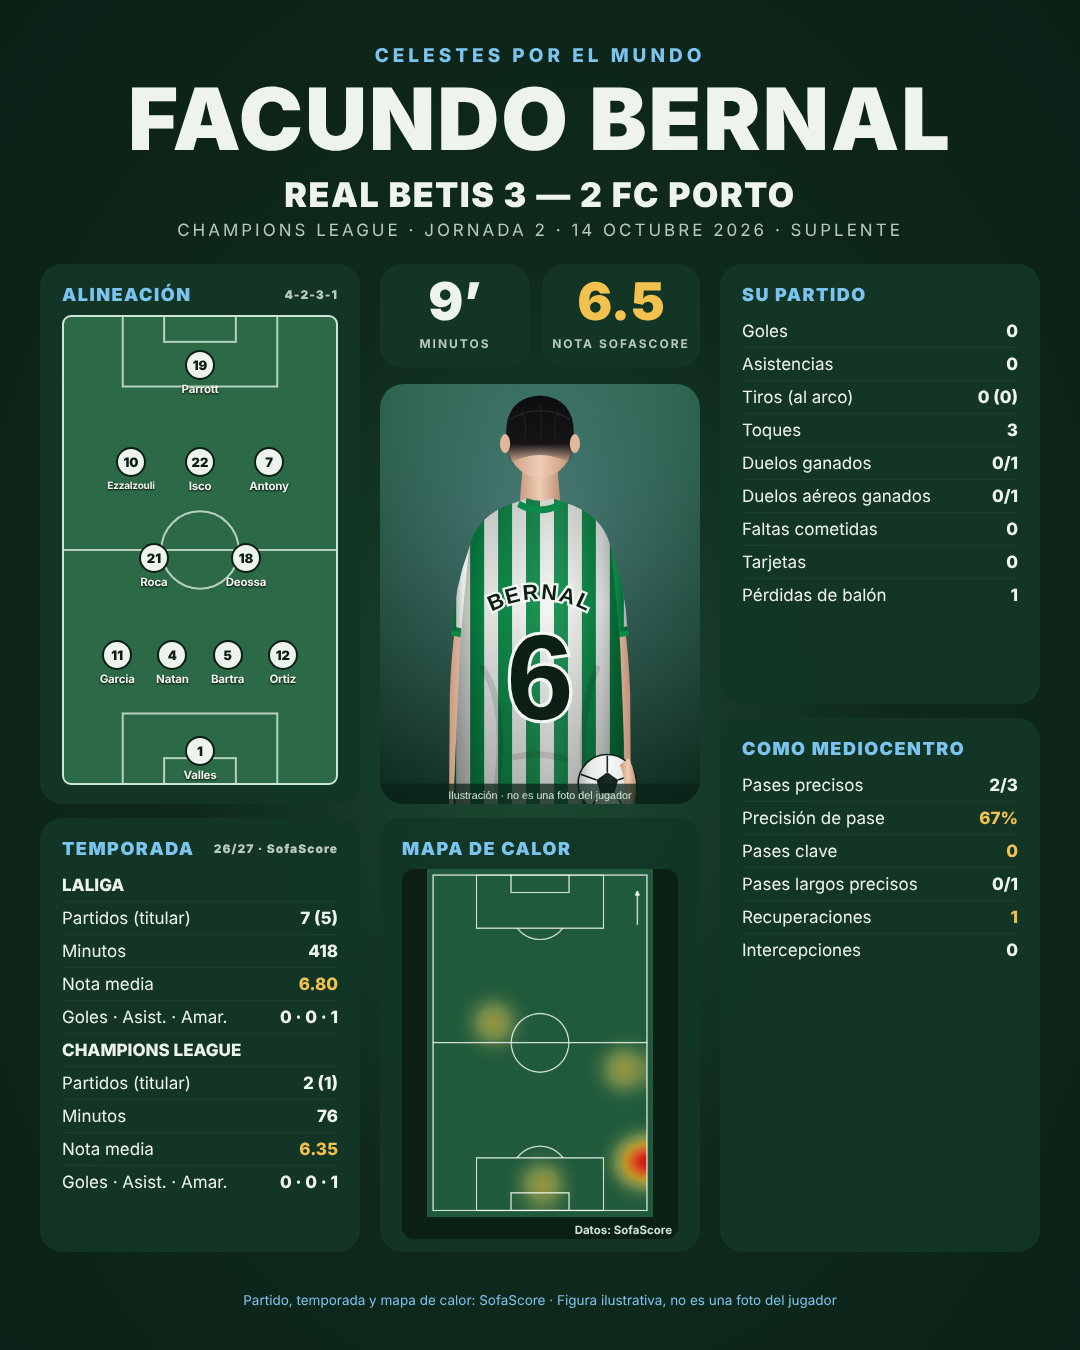 CELESTES POR EL MUNDO
FACUNDO BERNAL
REAL BETIS 3 — 2 FC PORTO
CHAMPIONS LEAGUE · JORNADA 2 · 14 OCTUBRE 2026 · SUPLENTE
ALINEACIÓN 4-2-3-1
19
Parrott
10 22 7
Ezzalzouli Isco Antony
21 18
Roca Deossa
11 4 5 12
Garcia Natan Bartra Ortiz
1
Valles
9’
MINUTOS
6.5
NOTA SOFASCORE
BERNAL
6
Ilustración · no es una foto del jugador
SU PARTIDO
Goles 0
Asistencias 0
Tiros (al arco) 0 (0)
Toques 3
Duelos ganados 0/1
Duelos aéreos ganados 0/1
Faltas cometidas 0
Tarjetas 0
Pérdidas de balón 1
COMO MEDIOCENTRO
Pases precisos 2/3
Precisión de pase 67%
Pases clave 0
Pases largos precisos 0/1
Recuperaciones 1
Intercepciones 0
TEMPORADA 26/27 · SofaScore
LALIGA
Partidos (titular) 7 (5)
Minutos 418
Nota media 6.80
Goles · Asist. · Amar. 0 · 0 · 1
CHAMPIONS LEAGUE
Partidos (titular) 2 (1)
Minutos 76
Nota media 6.35
Goles · Asist. · Amar. 0 · 0 · 1
MAPA DE CALOR
Datos: SofaScore
Partido, temporada y mapa de calor: SofaScore · Figura ilustrativa, no es una foto del jugador